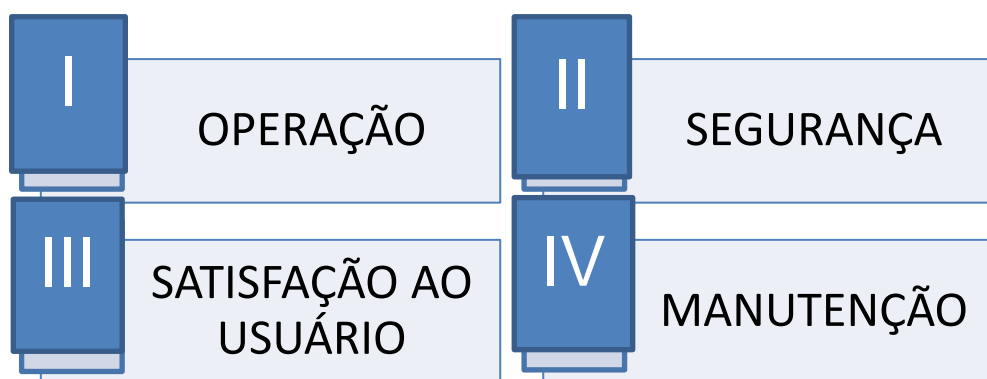 I
OPERAÇÃO
II
SEGURANÇA
III
SATISFAÇÃO AO
USUÁRIO
IV
MANUTENÇÃO